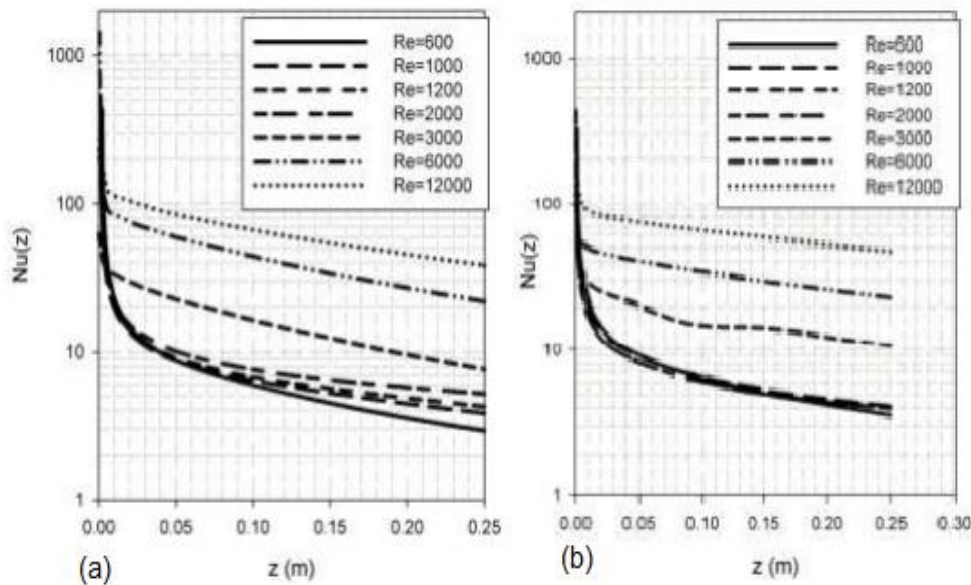 Nu(z)
1000
100
10
1
Re=600
Re=1000
Re=1200
Re=2000
Re=3000
Re=6000
Re=12000
0.00 0.05 0.10 0.15 0.20 0.25
(a)
z (m)
Nu(z)
1000
100
10
1
Re=600
Re=1000
Re=1200
Re=2000
Re=3000
Re=6000
Re=12000
0.00 0.05 0.10 0.15 0.20 0.25 0.30
(b)
z (m)